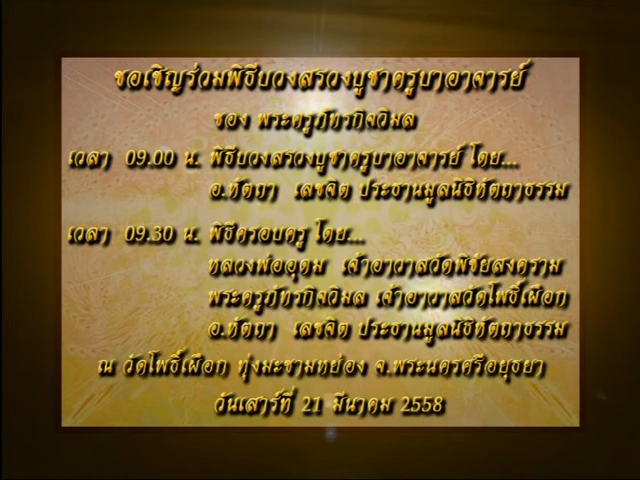 ขอเชิญร่วมพิธีบวงสรวงบูชาครูบาอาจารย์
ของ พระครูภัทรกิจวิมล
เวลา 09.00 น. พิธีบวงสรวงบูชาครูบาอาจารย์ โดย...
อ.ทัตถา เลชจิต ประธานมูลนิธิทัตถาธรรม
เวลา 09.30 น. พิธีครอบครู โดย...
หลวงพ่ออุดม เจ้าอาวาสวัดพิชัยสงคราม
พระครูภัทรกิจวิมล เจ้าอาวาสวัดโพธิ์เผือก
อ.ทัตถา เลชจิต ประธานมูลนิธิทัตถาธรรม
ณ วัดโพธิ์เผือก ทุ่งมะขามหย่อง จ.พระนครศรีอยุธยา
วันเสาร์ที่ 21 มีนาคม 2558